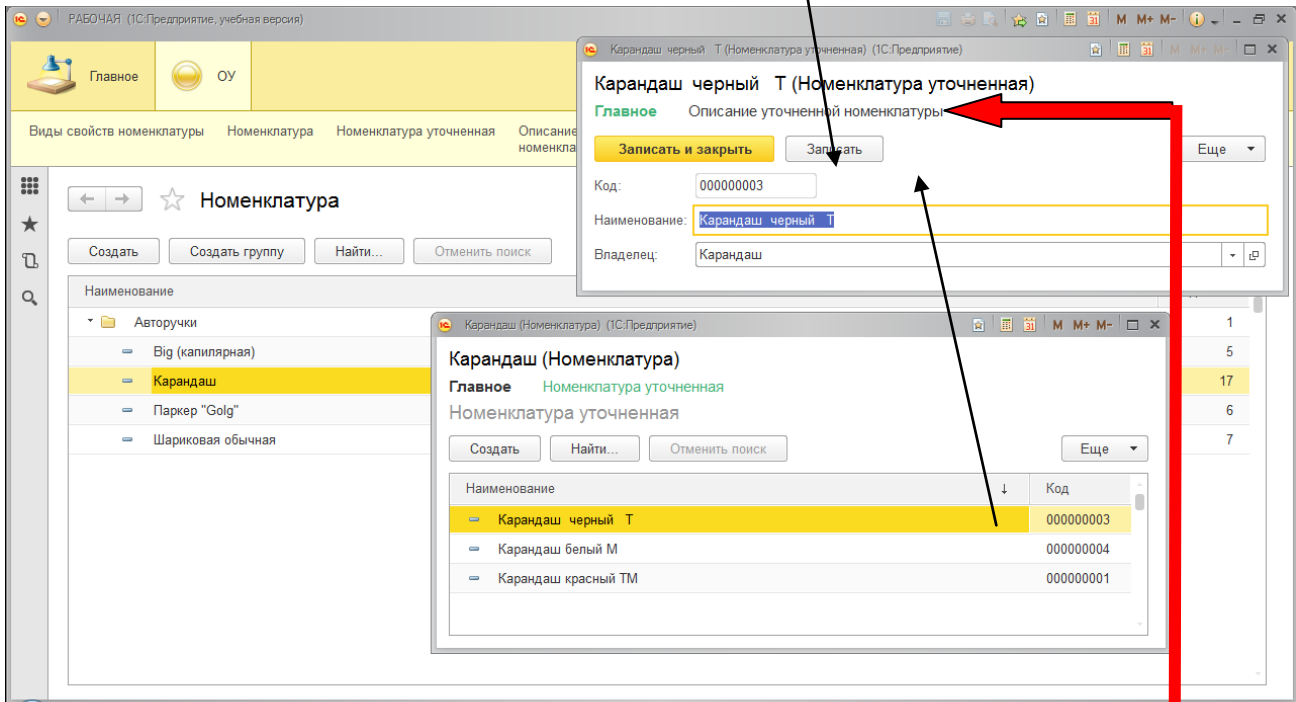 РАБОЧАЯ (1С:Предприятие, учебная версия)
M M+ M-
Главное
ОУ
Виды свойств номенклатуры Номенклатура Номенклатура уточненная Описание
номенкла
Карандаш черный Т (Номенклатура уточненная) (1С:Предприятие)
M M+ M-
Карандаш черный Т (Номенклатура уточненная)
Главное Описание уточненной номенклатуры
Записать и закрыть Записать Еще
Код: 000000003
Наименование: Карандаш черный Т
Владелец: Карандаш
Номенклатура
Создать Создать группу Найти... Отменить поиск
Наименование
Авторучки 1
Big (капилярная) 5
Карандаш 17
Паркер "Golg" 6
Шариковая обычная 7
Карандаш (Номенклатура) (1С:Предприятие)
M M+ M-
Карандаш (Номенклатура)
Главное Номенклатура уточненная
Номенклатура уточненная
Создать Найти... Отменить поиск Еще
Наименование ↓ Код
Карандаш черный Т 000000003
Карандаш белый М 000000004
Карандаш красный ТМ 000000001